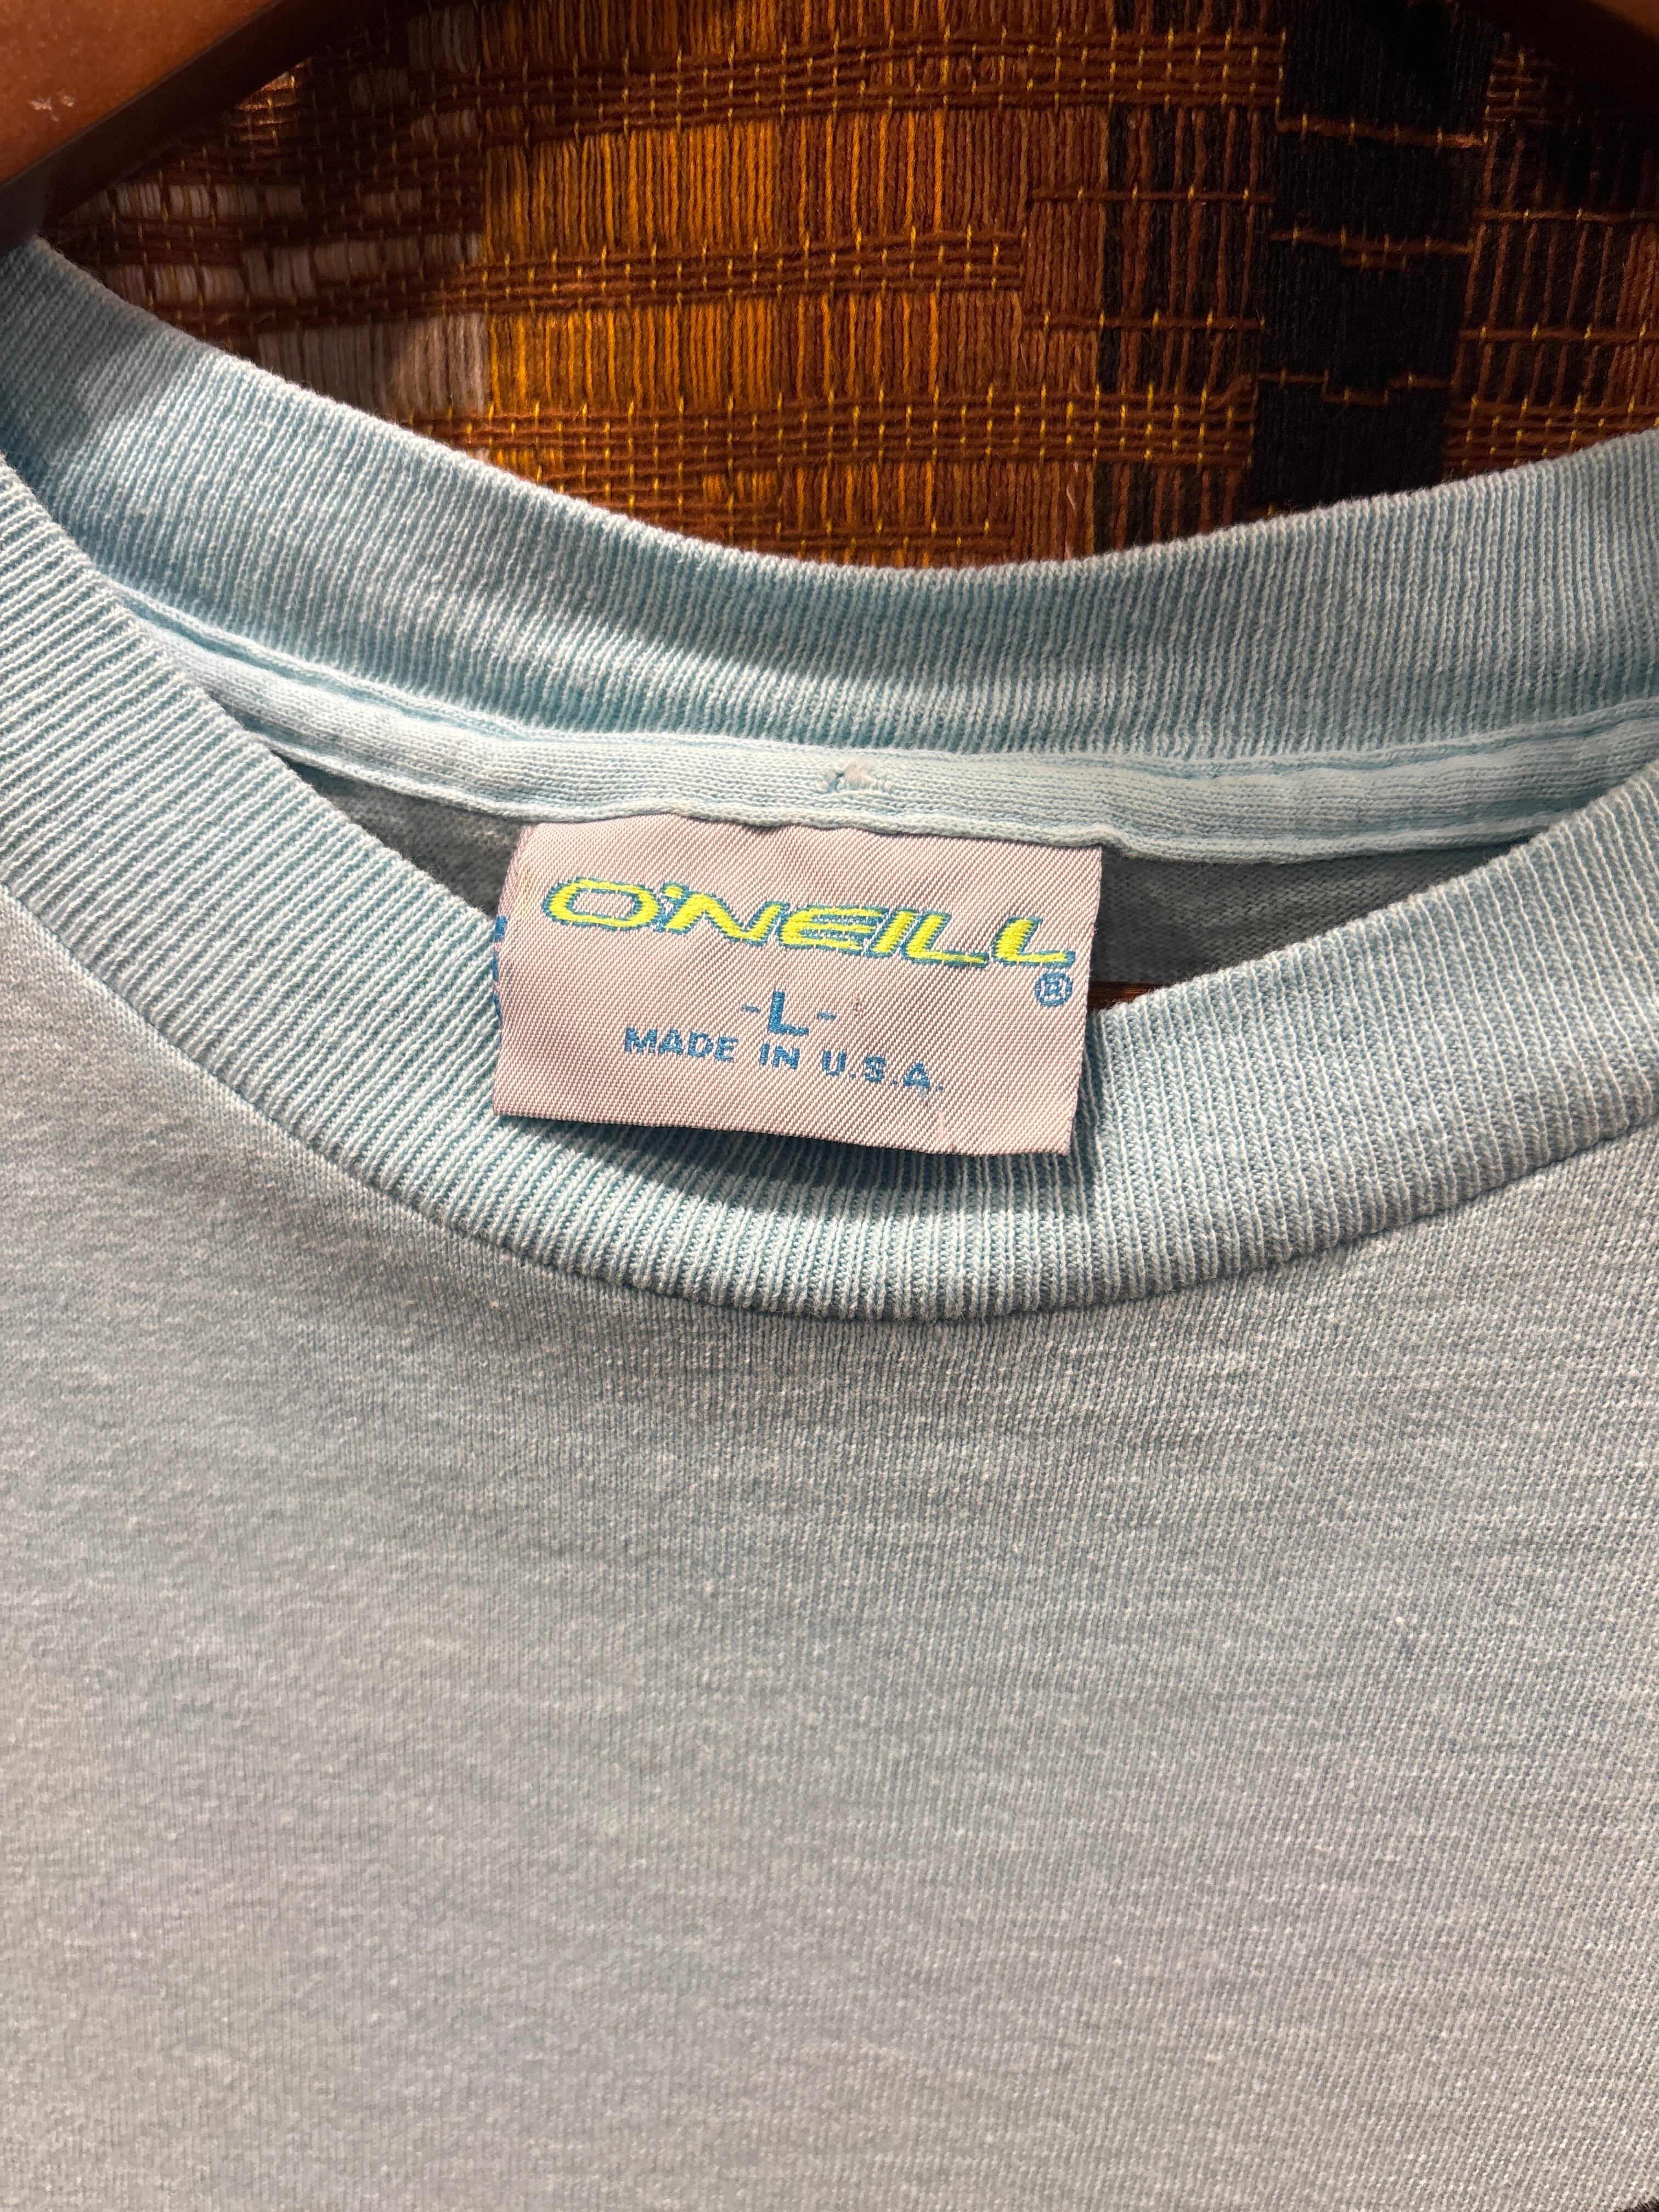 O'NEILL
®
-L-
MADE IN U.S.A.